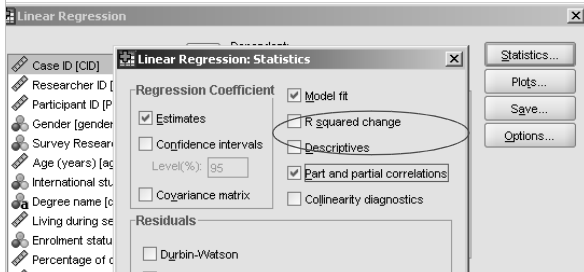 Linear Regression
Dependent:
Case ID [CID]
Researcher ID [
Participant ID [P
Gender [gender
Survey Resear
Age (years) [ag
International stu
Degree name [c
Living during se
Enrolment statu
Percentage of c
Linear Regression: Statistics
Regression Coefficient
Estimates
Confidence intervals
Level(%): 95
Covariance matrix
Model fit
R squared change
Descriptives
Part and partial correlations
Collinearity diagnostics
Residuals
Durbin-Watson
Statistics...
Plots...
Save...
Options...